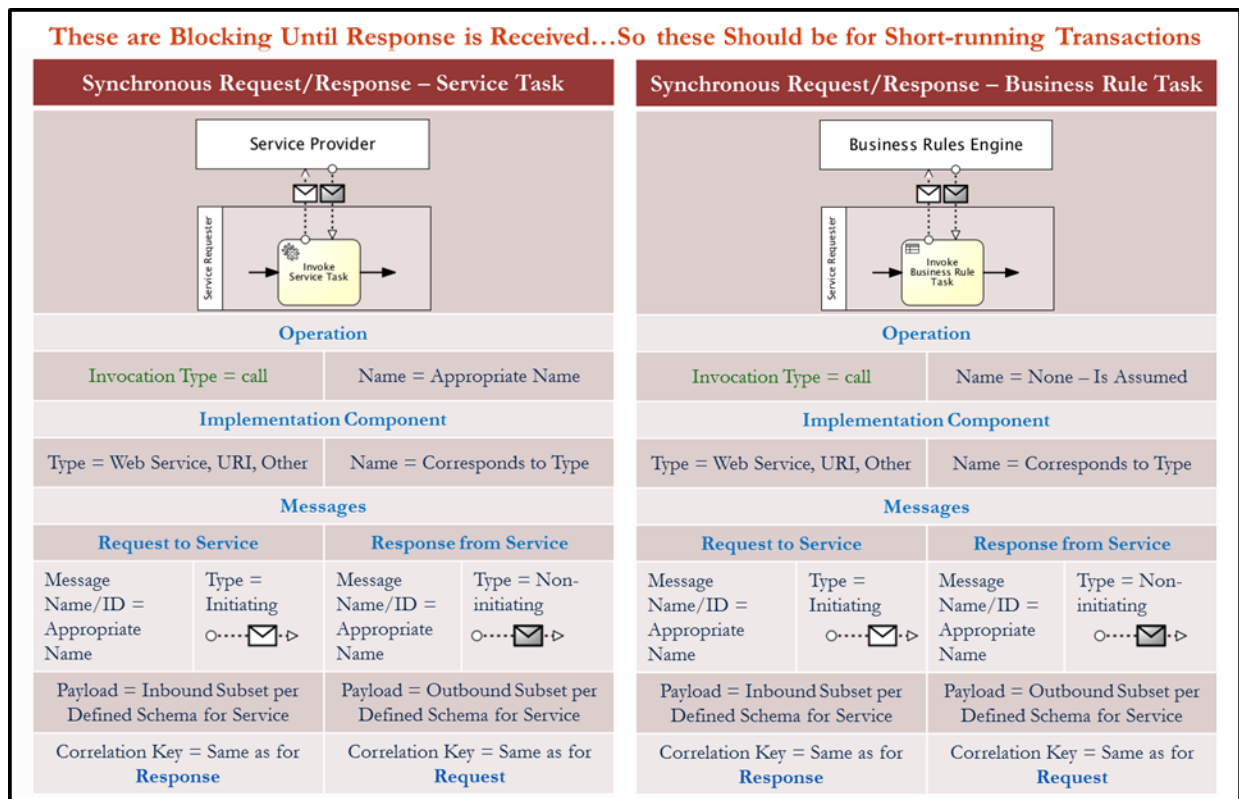 These are Blocking Until Response is Received...So these Should be for Short-running Transactions
Synchronous Request/Response – Service Task
Service Provider
Service Requester
Invoke
Service Task
Operation
Invocation Type = call
Name = Appropriate Name
Implementation Component
Type = Web Service, URI, Other
Name = Corresponds to Type
Messages
Request to Service
Response from Service
Message
Name/ID =
Appropriate
Name
Type =
Initiating
Message
Name/ID =
Appropriate
Name
Type = Non-
initiating
Payload = Inbound Subset per
Defined Schema for Service
Payload = Outbound Subset per
Defined Schema for Service
Correlation Key = Same as for
Response
Correlation Key = Same as for
Request
Synchronous Request/Response – Business Rule Task
Business Rules Engine
Service Requester
Invoke
Business Rule
Task
Operation
Invocation Type = call
Name = None – Is Assumed
Implementation Component
Type = Web Service, URI, Other
Name = Corresponds to Type
Messages
Request to Service
Response from Service
Message
Name/ID =
Appropriate
Name
Type =
Initiating
Message
Name/ID =
Appropriate
Name
Type = Non-
initiating
Payload = Inbound Subset per
Defined Schema for Service
Payload = Outbound Subset per
Defined Schema for Service
Correlation Key = Same as for
Response
Correlation Key = Same as for
Request